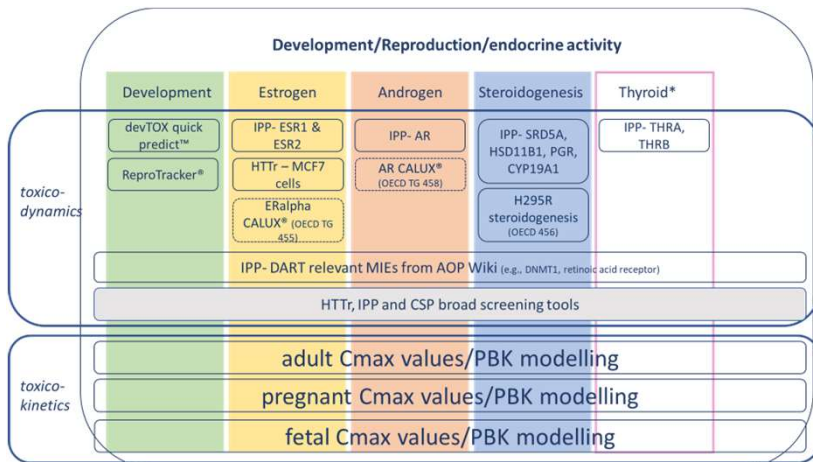 Development/Reproduction/endocrine activity
Development
Estrogen
Androgen
Steroidogenesis
Thyroid*
toxico-
dynamics
devTOX quick
predict™
ReproTracker®
IPP- ESR1 &
ESR2
HTTr – MCF7
cells
ERalpha
CALUX® (OECD TG
455)
IPP- AR
AR CALUX®
(OECD TG 458)
IPP- SRD5A,
HSD11B1, PGR,
CYP19A1
H295R
steroidogenesis
(OECD 456)
IPP- THRA,
THRB
IPP- DART relevant MIEs from AOP Wiki (e.g., DNMT1, retinoic acid receptor)
HTTr, IPP and CSP broad screening tools
toxico-
kinetics
adult Cmax values/PBK modelling
pregnant Cmax values/PBK modelling
fetal Cmax values/PBK modelling